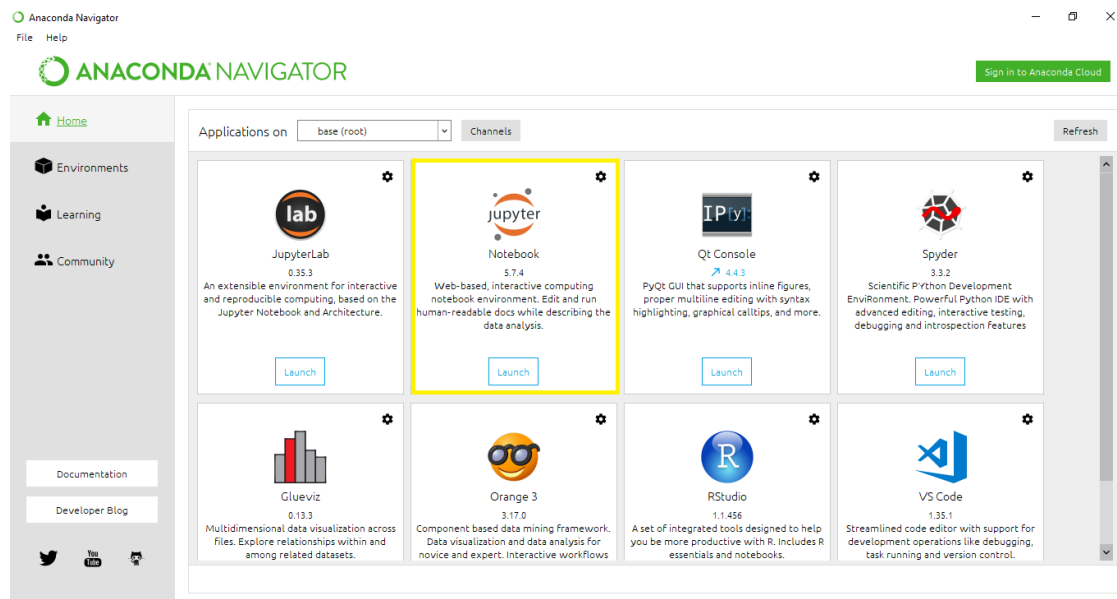 Anaconda Navigator
File Help
ANACONDA NAVIGATOR
Sign in to Anaconda Cloud
Home
Environments
Learning
Community
Documentation
Developer Blog
You
Tube
Applications on base (root) Channels Refresh
lab
JupyterLab
0.35.3
An extensible environment for interactive
and reproducible computing, based on the
Jupyter Notebook and Architecture.
Launch
jupyter
Notebook
5.7.4
Web-based, interactive computing
notebook environment. Edit and run
human-readable docs while describing the
data analysis.
Launch
IP[y]:
Qt Console
4.4.3
PyQt GUI that supports inline figures,
proper multiline editing with syntax
highlighting, graphical calltips, and more.
Launch
Spyder
3.3.2
Scientific PYthon Development
EnviRonment. Powerful Python IDE with
advanced editing, interactive testing,
debugging and introspection features
Launch
Glueviz
0.13.3
Multidimensional data visualization across
files. Explore relationships within and
among related datasets.
Orange 3
3.17.0
Component based data mining framework.
Data visualization and data analysis for
novice and expert. Interactive workflows
R
RStudio
1.1.456
A set of integrated tools designed to help
you be more productive with R. Includes R
essentials and notebooks.
VS Code
1.35.1
Streamlined code editor with support for
development operations like debugging,
task running and version control.